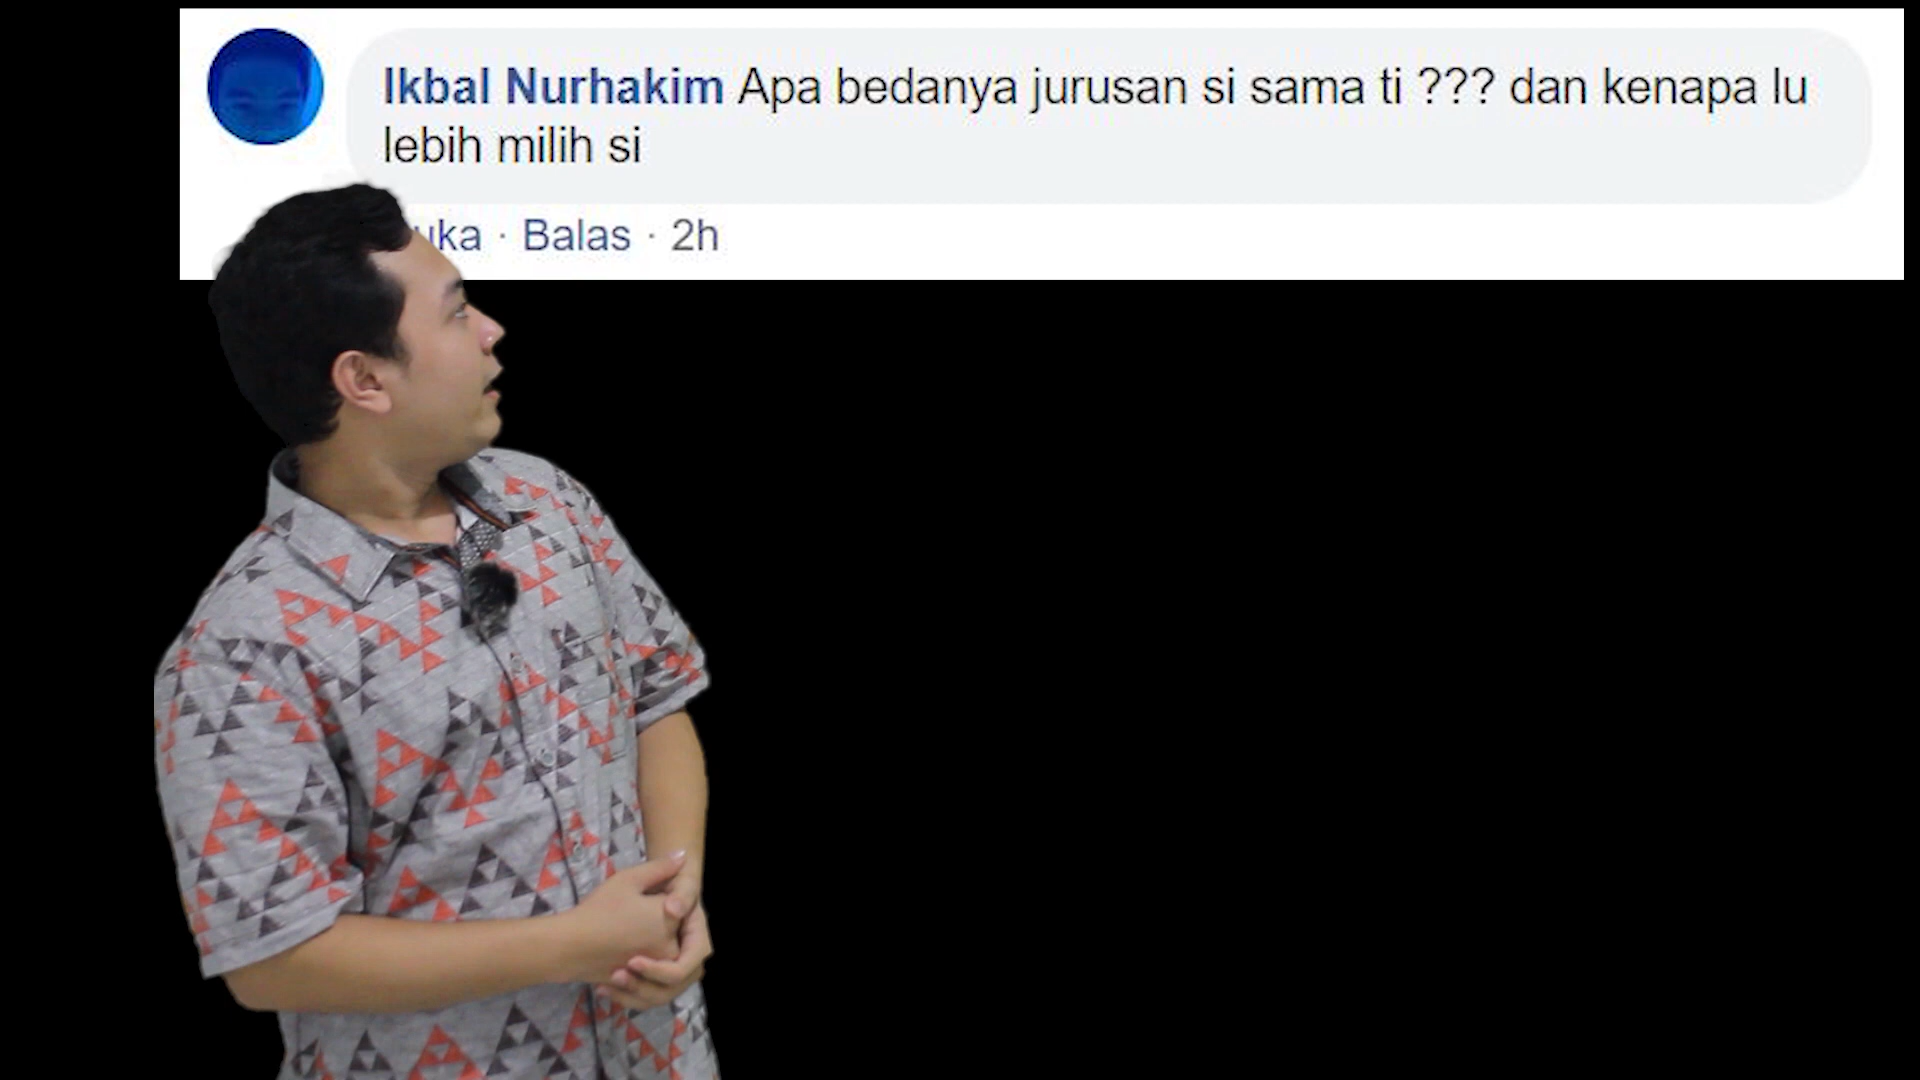 Ikbal Nurhakim Apa bedanya jurusan si sama ti ??? dan kenapa lu
lebih milih si
· Balas · 2h